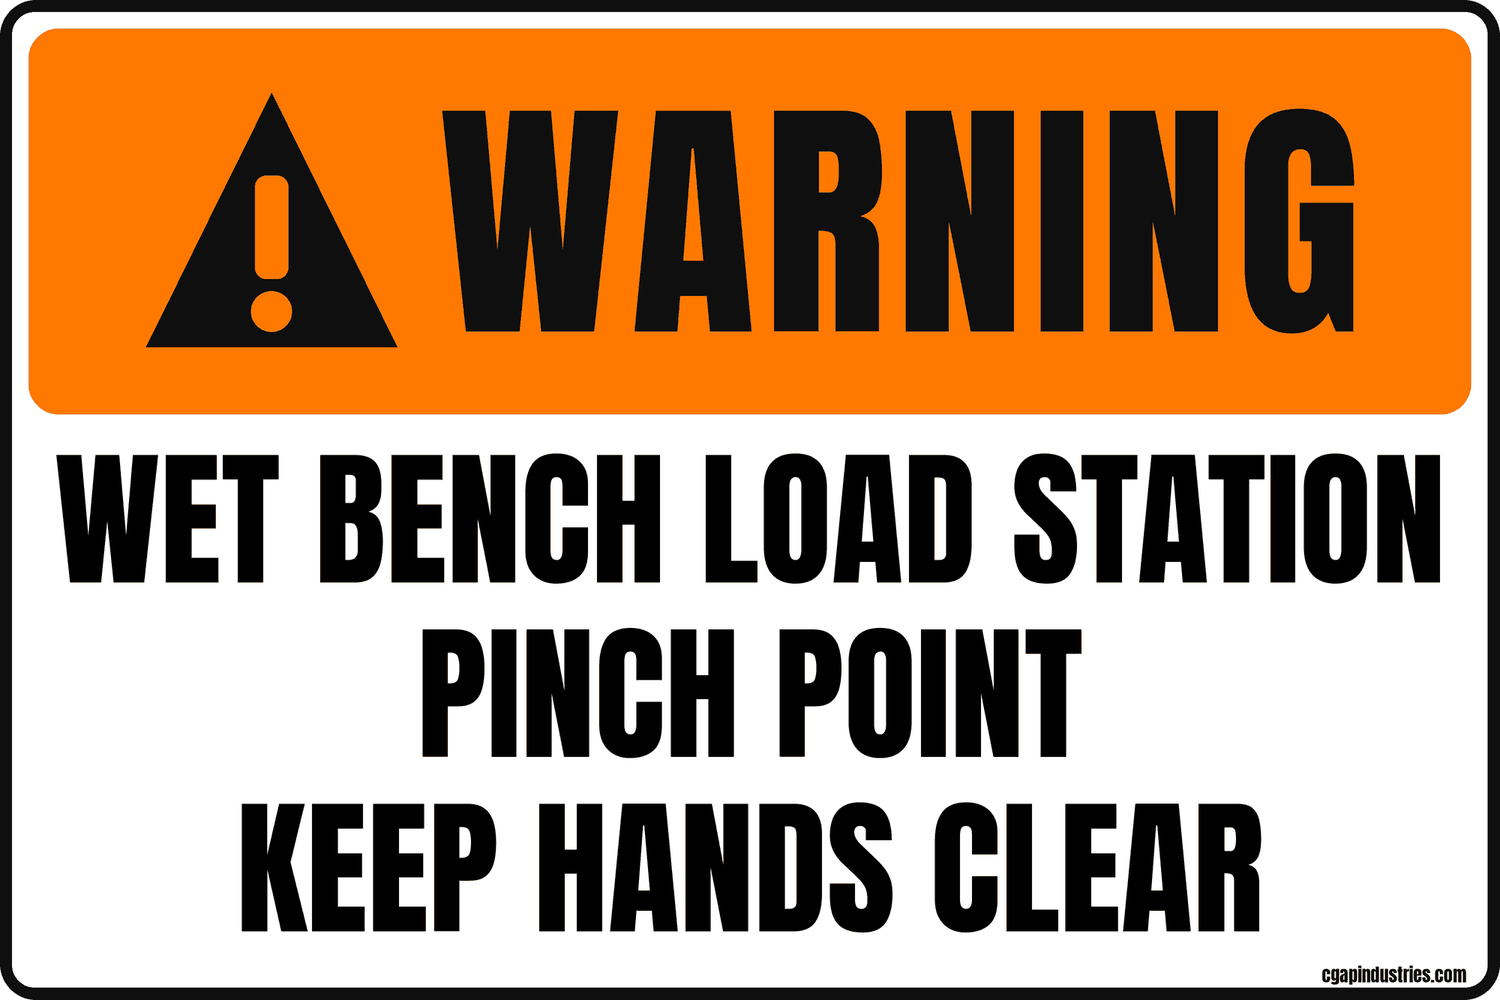 WARNING
WET BENCH LOAD STATION
PINCH POINT
KEEP HANDS CLEAR
cgapindustries.com